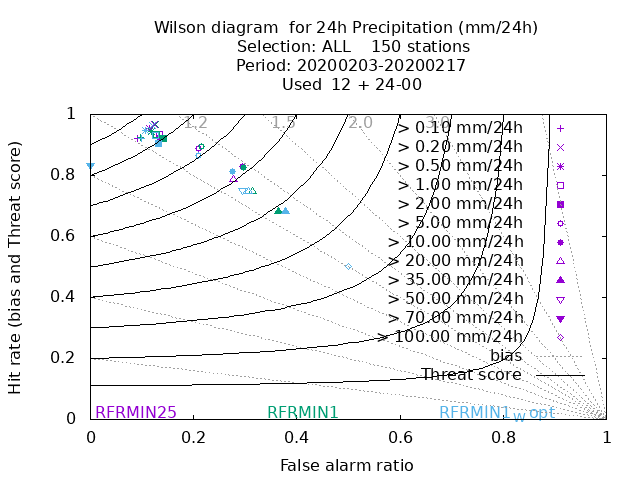 Wilson diagram  for 24h Precipitation (mm/24h)
Selection: ALL    150 stations
Period: 20200203-20200217
Used  12 + 24-00
1
0.8
0.6
0.4
0.2
0
Hit rate (bias and Threat score)
1.2
1.5
2.0
3.0
> 0.10 mm/24h
> 0.20 mm/24h
> 0.50 mm/24h
> 1.00 mm/24h
> 2.00 mm/24h
> 5.00 mm/24h
> 10.00 mm/24h
> 20.00 mm/24h
> 35.00 mm/24h
> 50.00 mm/24h
> 70.00 mm/24h
> 100.00 mm/24h
bias
Threat score
RFRMIN25
RFRMIN1
RFRMIN1_W_opt
0
0.2
0.4
0.6
0.8
1
False alarm ratio